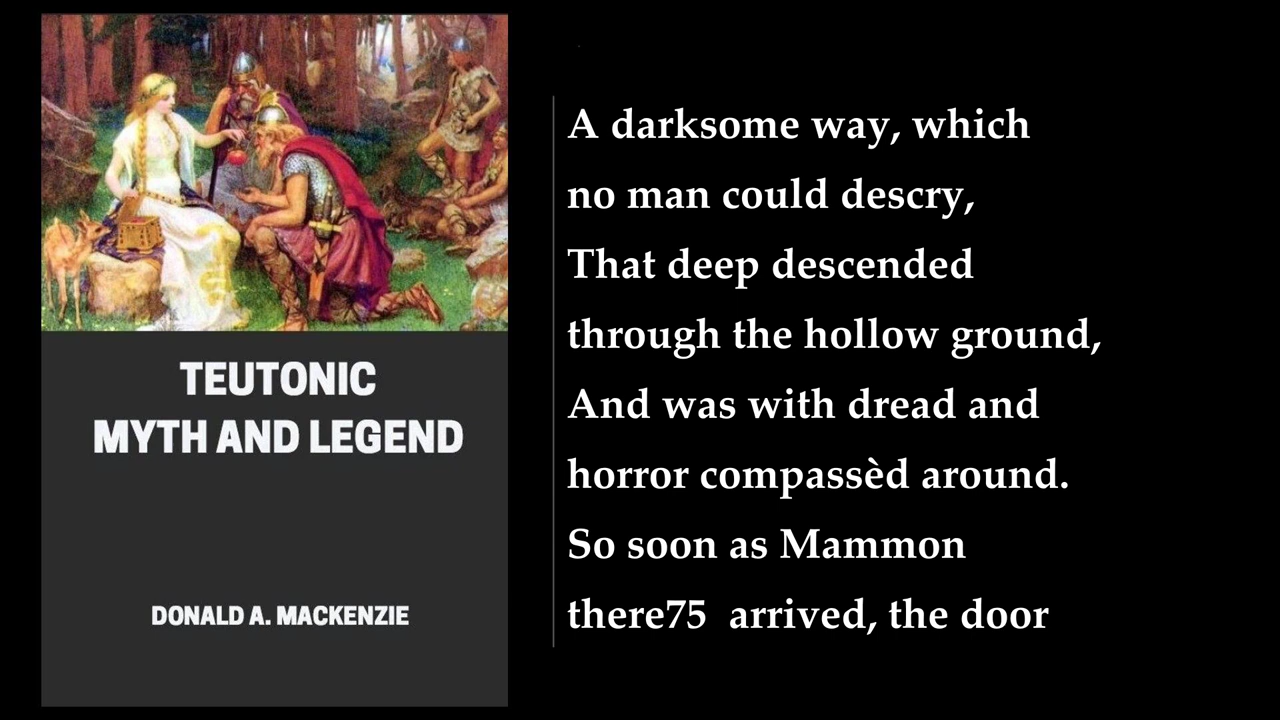 TEUTONIC
MYTH AND LEGEND
DONALD A. MACKENZIE
A darksome way, which
no man could descry,
That deep descended
through the hollow ground,
And was with dread and
horror compassèd around.
So soon as Mammon
there75  arrived, the door